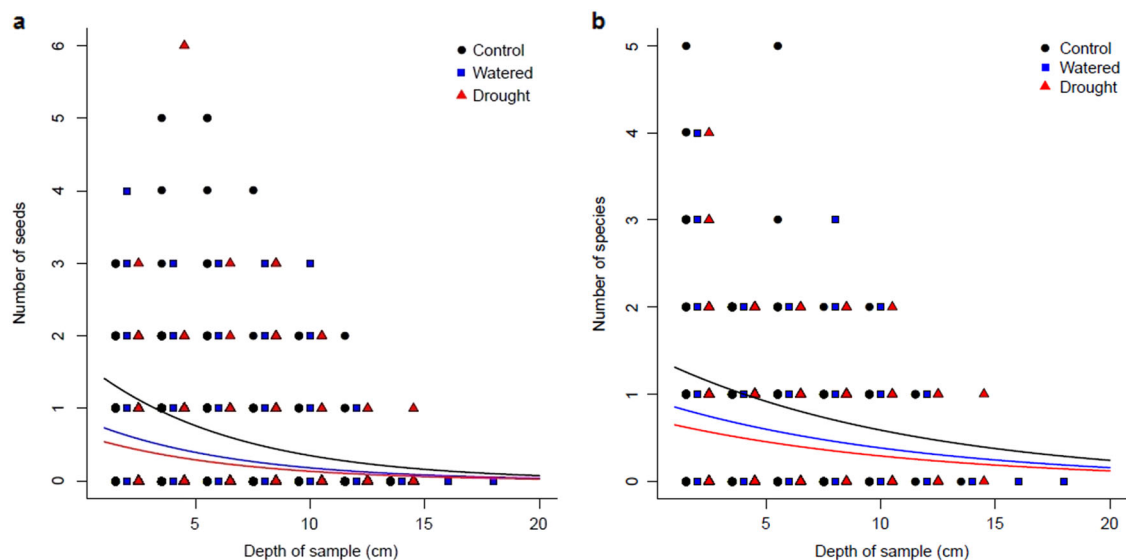 a
6
5
4
3
2
1
0
Number of seeds
Control
Watered
Drought
5
10
15
20
Depth of sample (cm)
b
5
4
3
2
1
0
Number of species
Control
Watered
Drought
5
10
15
20
Depth of sample (cm)